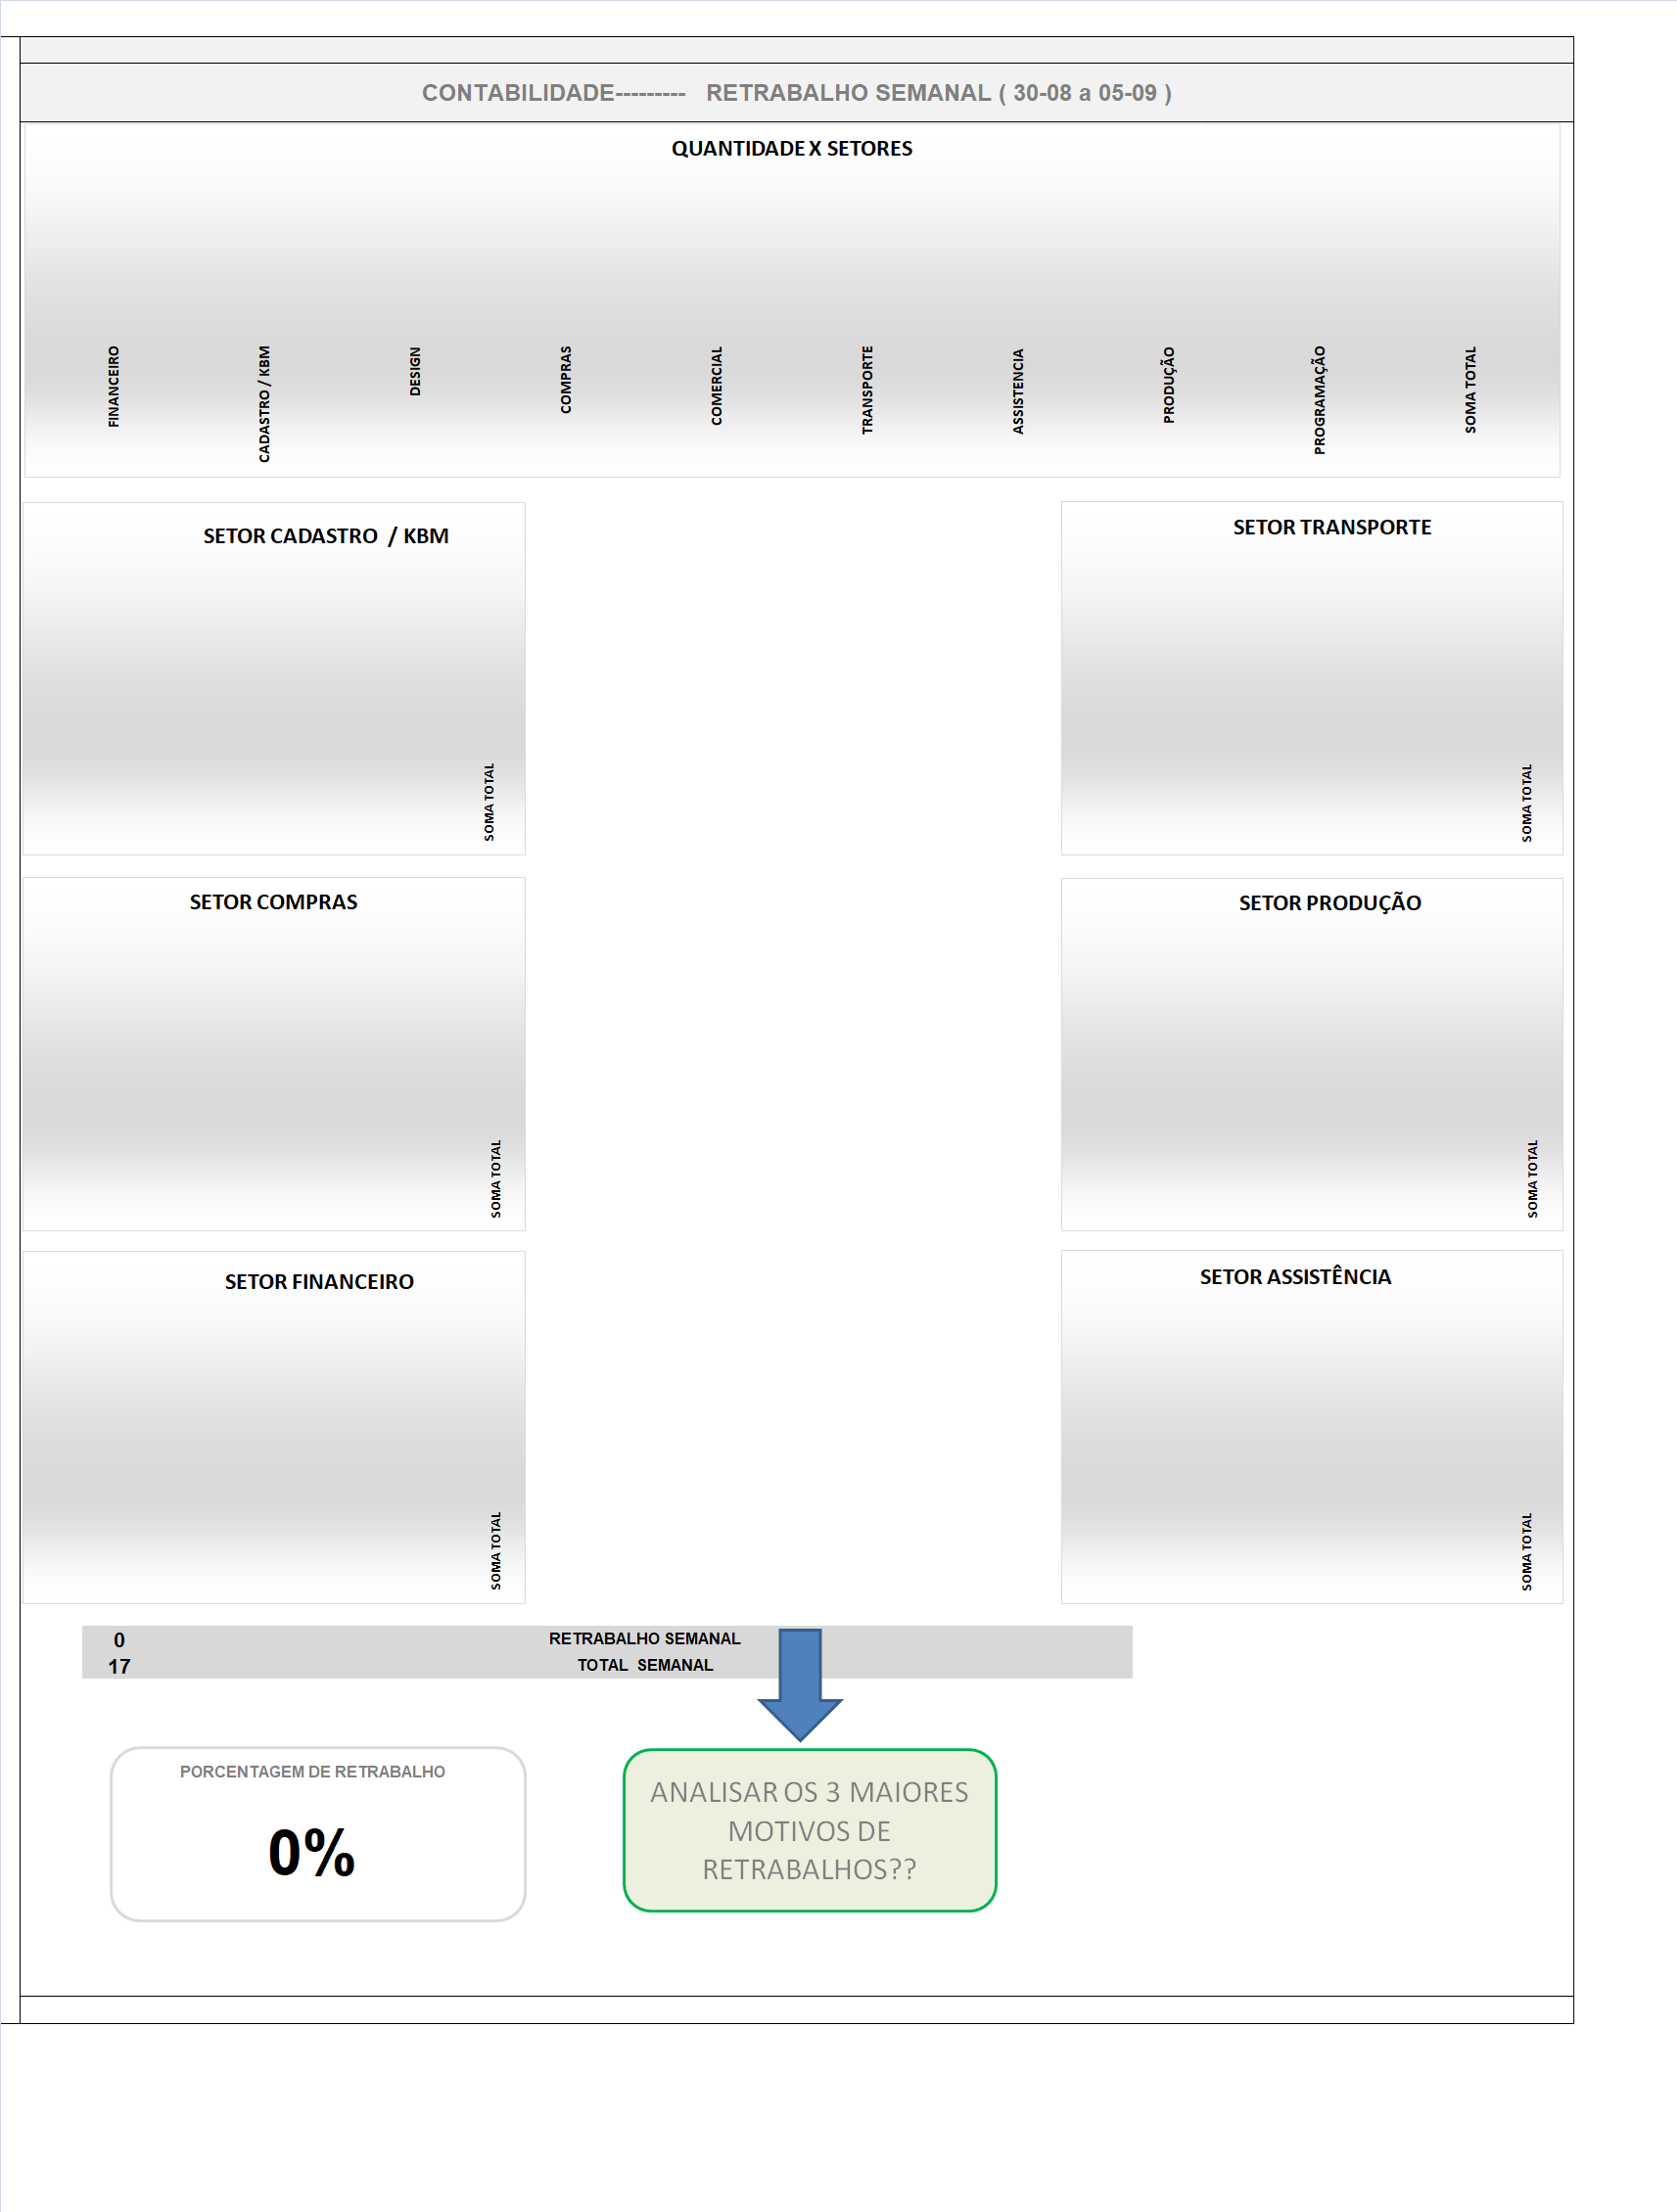 CONTABILIDADE--------- RETRABALHO SEMANAL ( 30-08 a 05-09 )
QUANTIDADE X SETORES
FINANCEIRO
CADASTRO / KBM
DESIGN
COMPRAS
COMERCIAL
TRANSPORTE
ASSISTENCIA
PRODUÇÃO
PROGRAMAÇÃO
SOMA TOTAL
SETOR CADASTRO / KBM
SOMA TOTAL
SETOR TRANSPORTE
SOMA TOTAL
SETOR COMPRAS
SOMA TOTAL
SETOR PRODUÇÃO
SOMA TOTAL
SETOR FINANCEIRO
SOMA TOTAL
SETOR ASSISTÊNCIA
SOMA TOTAL
0 RETRABALHO SEMANAL
17 TOTAL SEMANAL
PORCENTAGEM DE RETRABALHO
0%
ANALISAR OS 3 MAIORES
MOTIVOS DE
RETRABALHOS??